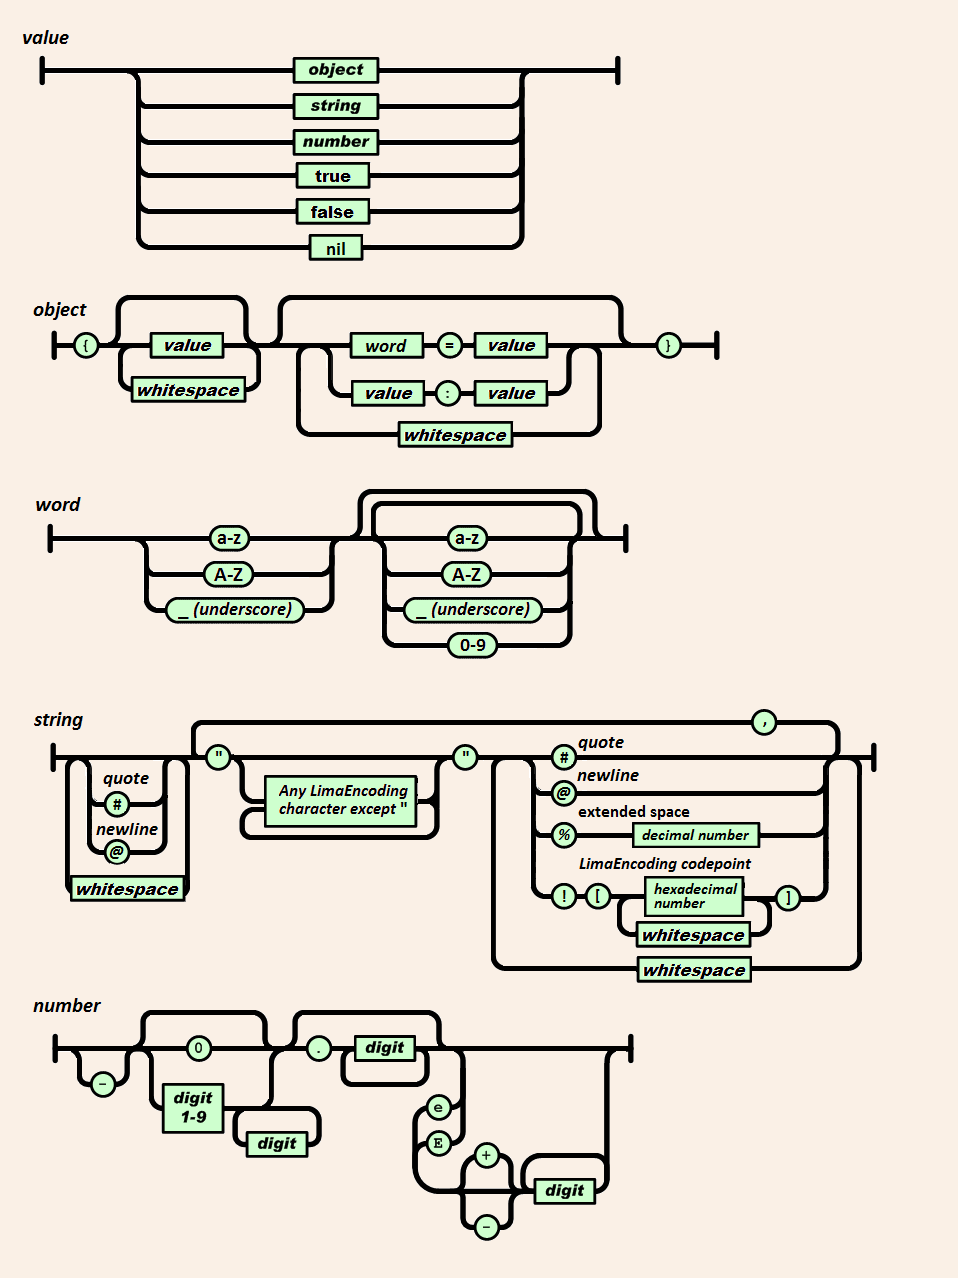 value
object
string
number
true
false
nil
object
{ value word = value }
whitespace value : value
whitespace
word
a-z a-z
A-Z A-Z
_ (underscore) _ (underscore)
0-9
string
,
" " # quote
quote
# Any LimaEncoding
character except "
newline
@
whitespace
newline
@
extended space
% decimal number
LimaEncoding codepoint
! [ hexadecimal
number ]
whitespace
whitespace
number
0 . digit
-
digit
1-9
digit
e
E
+
digit
-